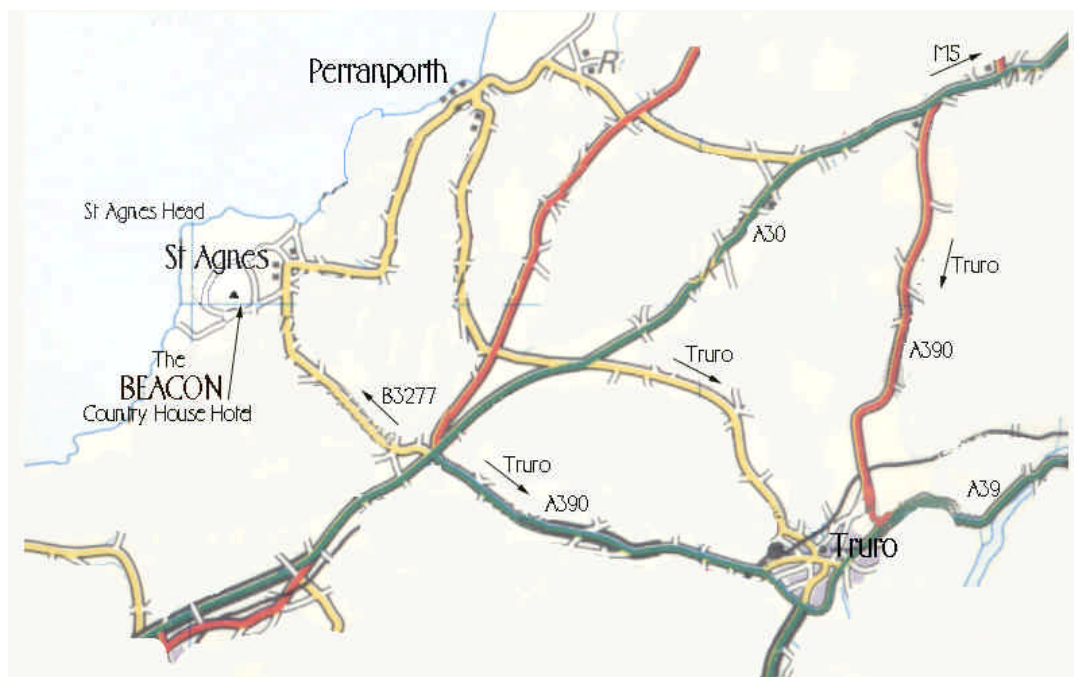 M5
Perranporth
R
St Agnes Head
A30
St Agnes
Truro
The
BEACON
Country House Hotel
Truro
A390
B3277
Truro
A390
A39
Truro